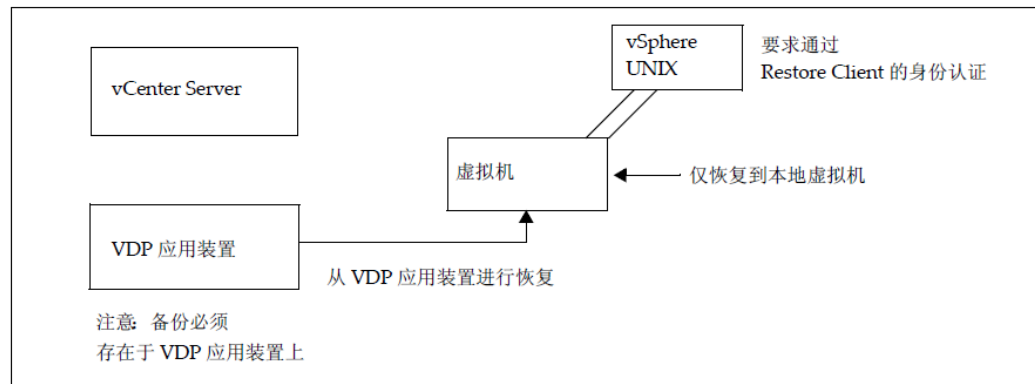 vCenter Server
vSphere
UNIX
要求通过
Restore Client 的身份认证
虚拟机
仅恢复到本地虚拟机
VDP 应用装置
从 VDP 应用装置进行恢复
注意: 备份必须
存在于 VDP 应用装置上